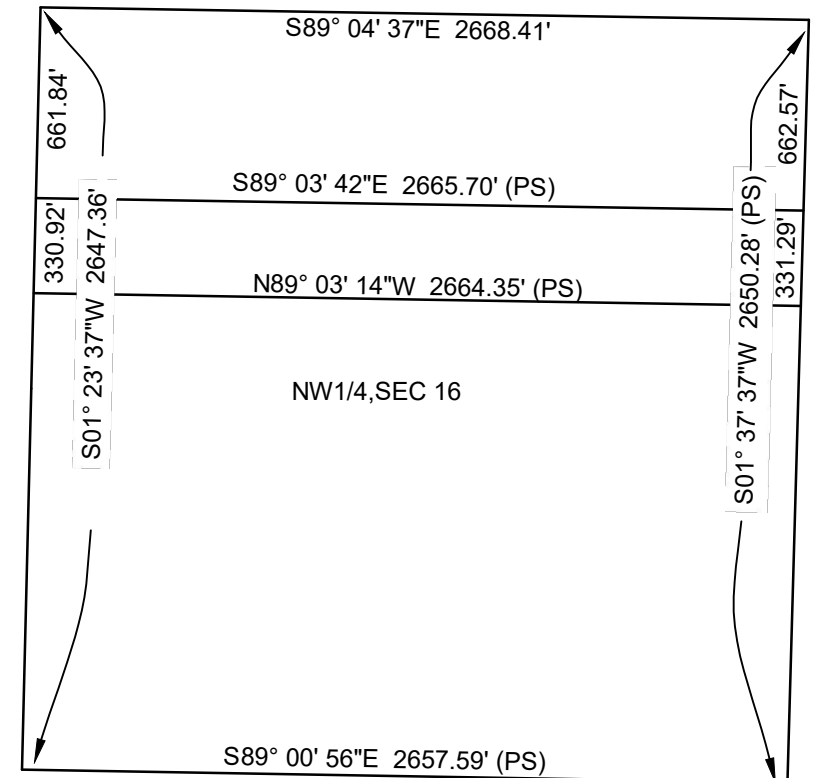 S89° 04' 37"E 2668.41'
661.84'
662.57'
S89° 03' 42"E 2665.70' (PS)
330.92'
S01° 23' 37"W 2647.36'
S01° 37' 37"W 2650.28' (PS)
331.29'
N89° 03' 14"W 2664.35' (PS)
NW1/4,SEC 16
S89° 00' 56"E 2657.59' (PS)